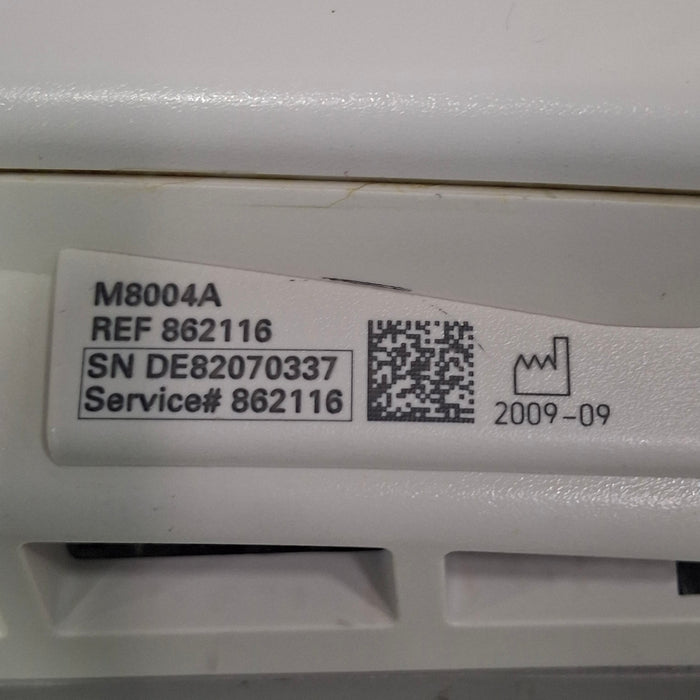 M8004A
REF 862116
SN DE82070337
Service# 862116
2009-09